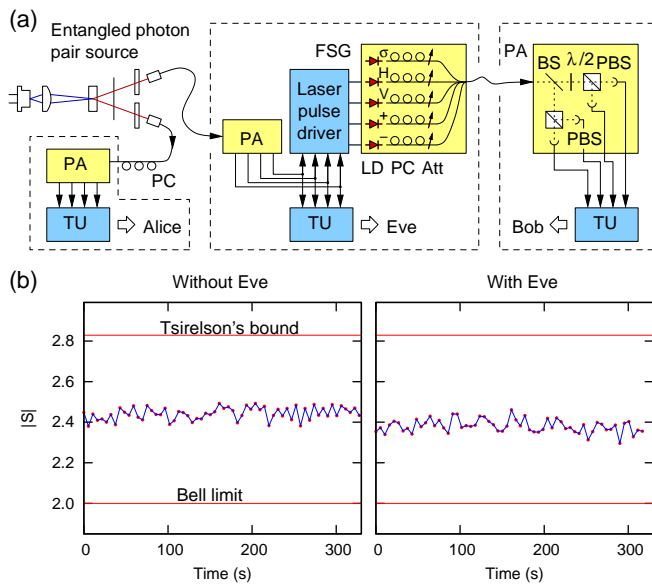 (a)
Entangled photon
pair source
PA
PC
TU
Alice
FSG
σ
H
V
+
−
Laser
pulse
driver
PA
LD PC Att
TU
Eve
PA
BS λ/2 PBS
PBS
Bob
TU
(b)
Without Eve
With Eve
Tsirelson's bound
Bell limit
|S|
2.8
2.6
2.4
2.2
2.0
0 100 200 300
0 100 200 300
Time (s)
Time (s)